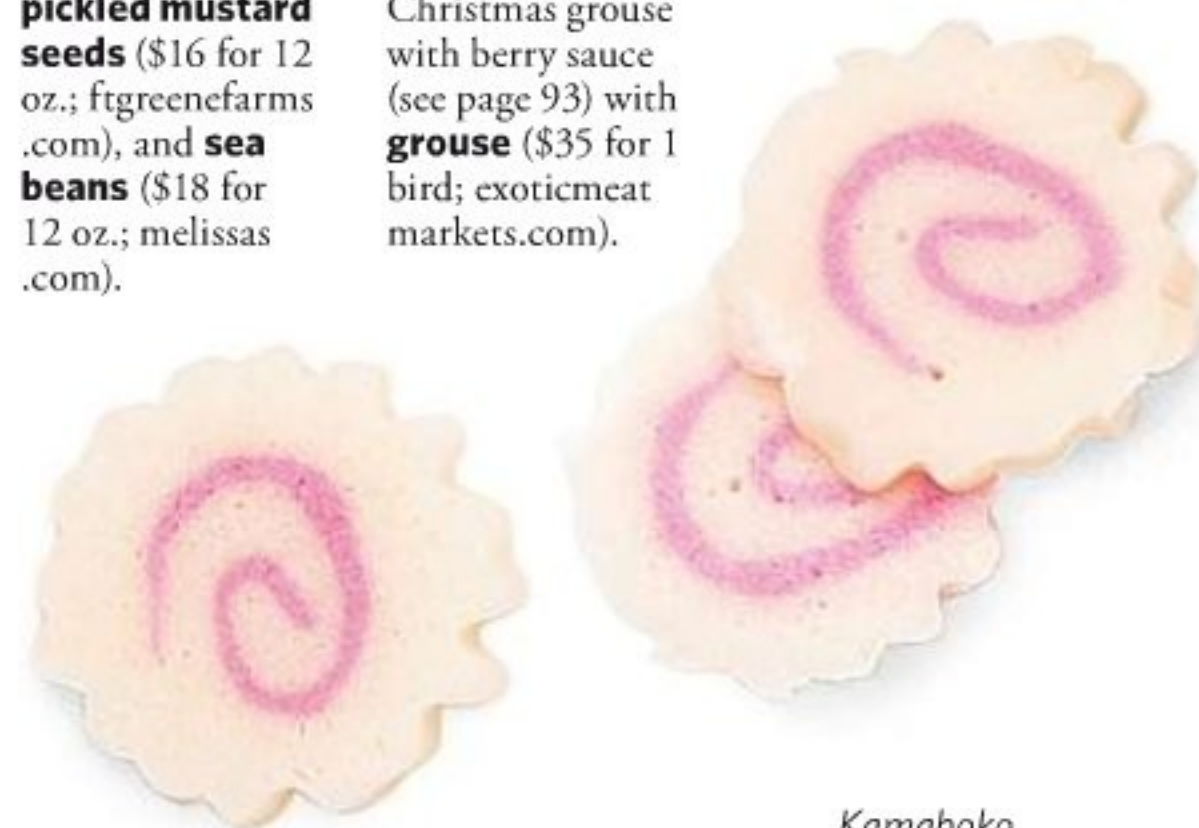 pickled mustard
seeds ($16 for 12
oz.; ftgreenefarms
.com), and sea
beans ($18 for
12 oz.; melissas
.com).
Christmas grouse
with berry sauce
(see page 93) with
grouse ($35 for 1
bird; exoticmeat
markets.com).
Kamaboko